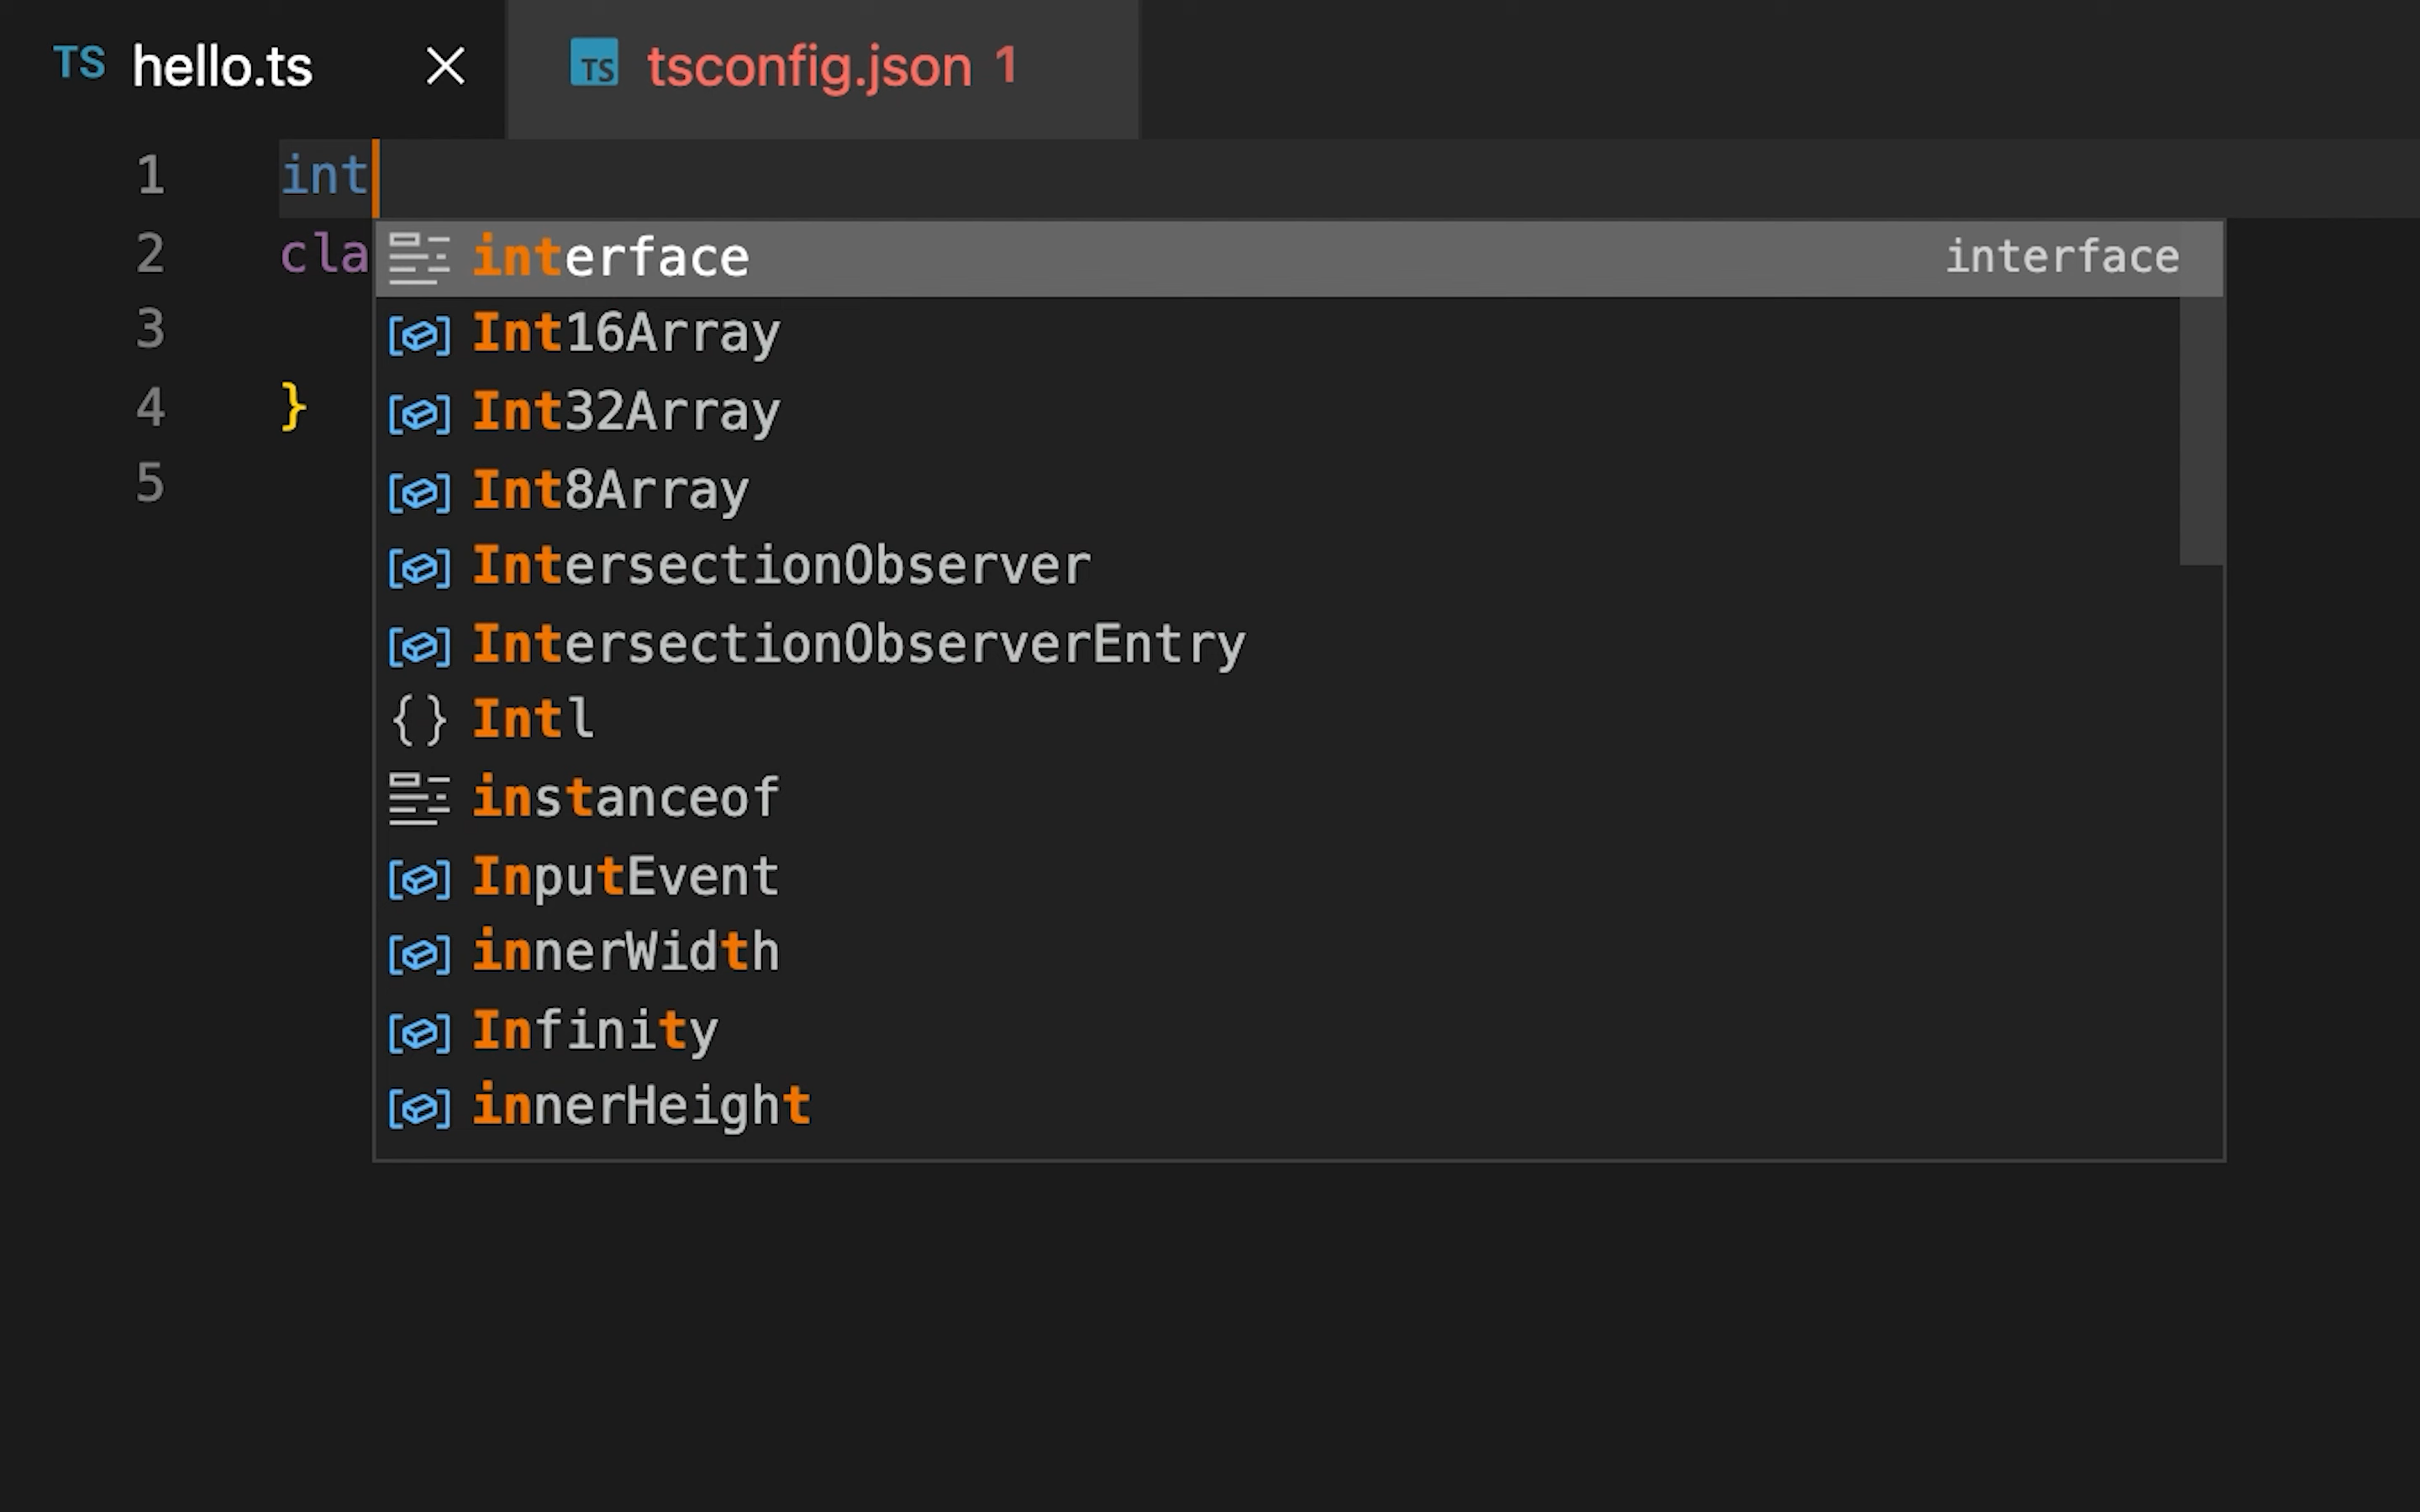 TS hello.ts TS tsconfig.json 1
1 int
2 cla interface interface
3 Int16Array
4 } Int32Array
5 Int8Array
IntersectionObserver
IntersectionObserverEntry
{} Intl
instanceof
InputEvent
innerWidth
Infinity
innerHeight